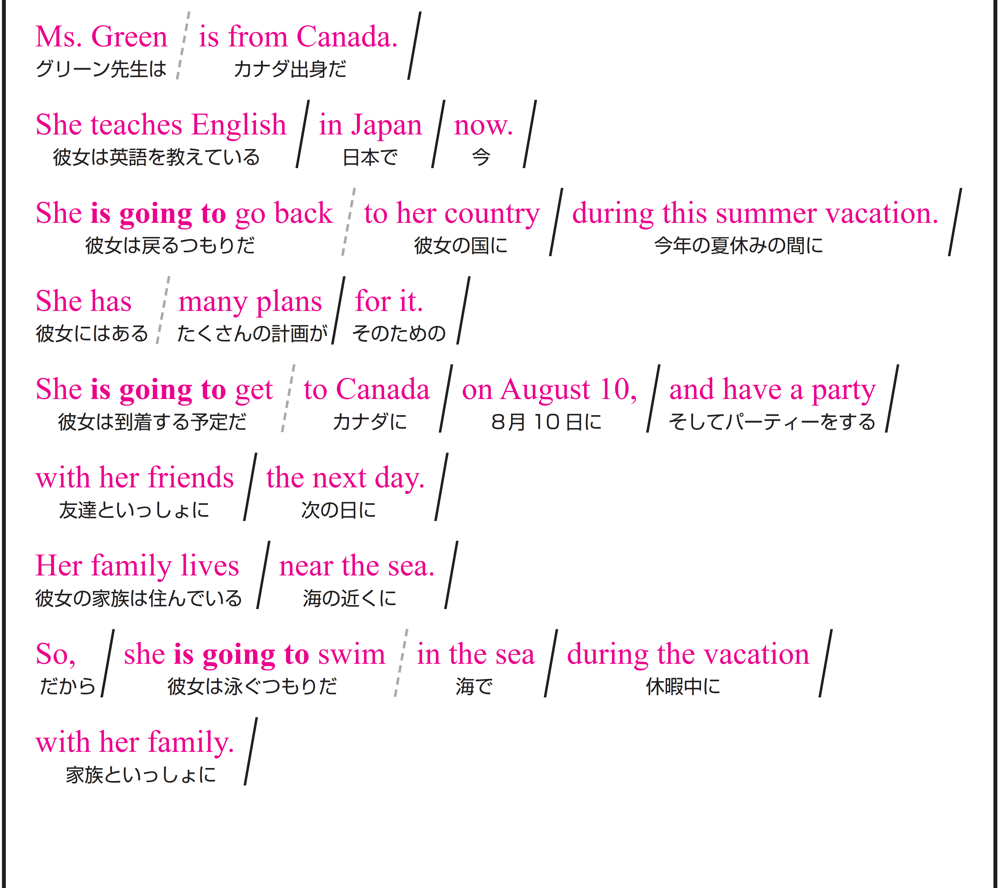 Ms. Green is from Canada.
グリーン先生は カナダ出身だ
She teaches English in Japan now.
彼女は英語を教えている 日本で 今
She is going to go back to her country during this summer vacation.
彼女は戻るつもりだ 彼女の国に 今年の夏休みの間に
She has many plans for it.
彼女にはある たくさんの計画が そのための
She is going to get to Canada on August 10, and have a party
彼女は到着する予定だ カナダに 8月10日に そしてパーティーをする
with her friends the next day.
友達といっしょに 次の日に
Her family lives near the sea.
彼女の家族は住んでいる 海の近くに
So, she is going to swim in the sea during the vacation
だから 彼女は泳ぐつもりだ 海で 休暇中に
with her family.
家族といっしょに